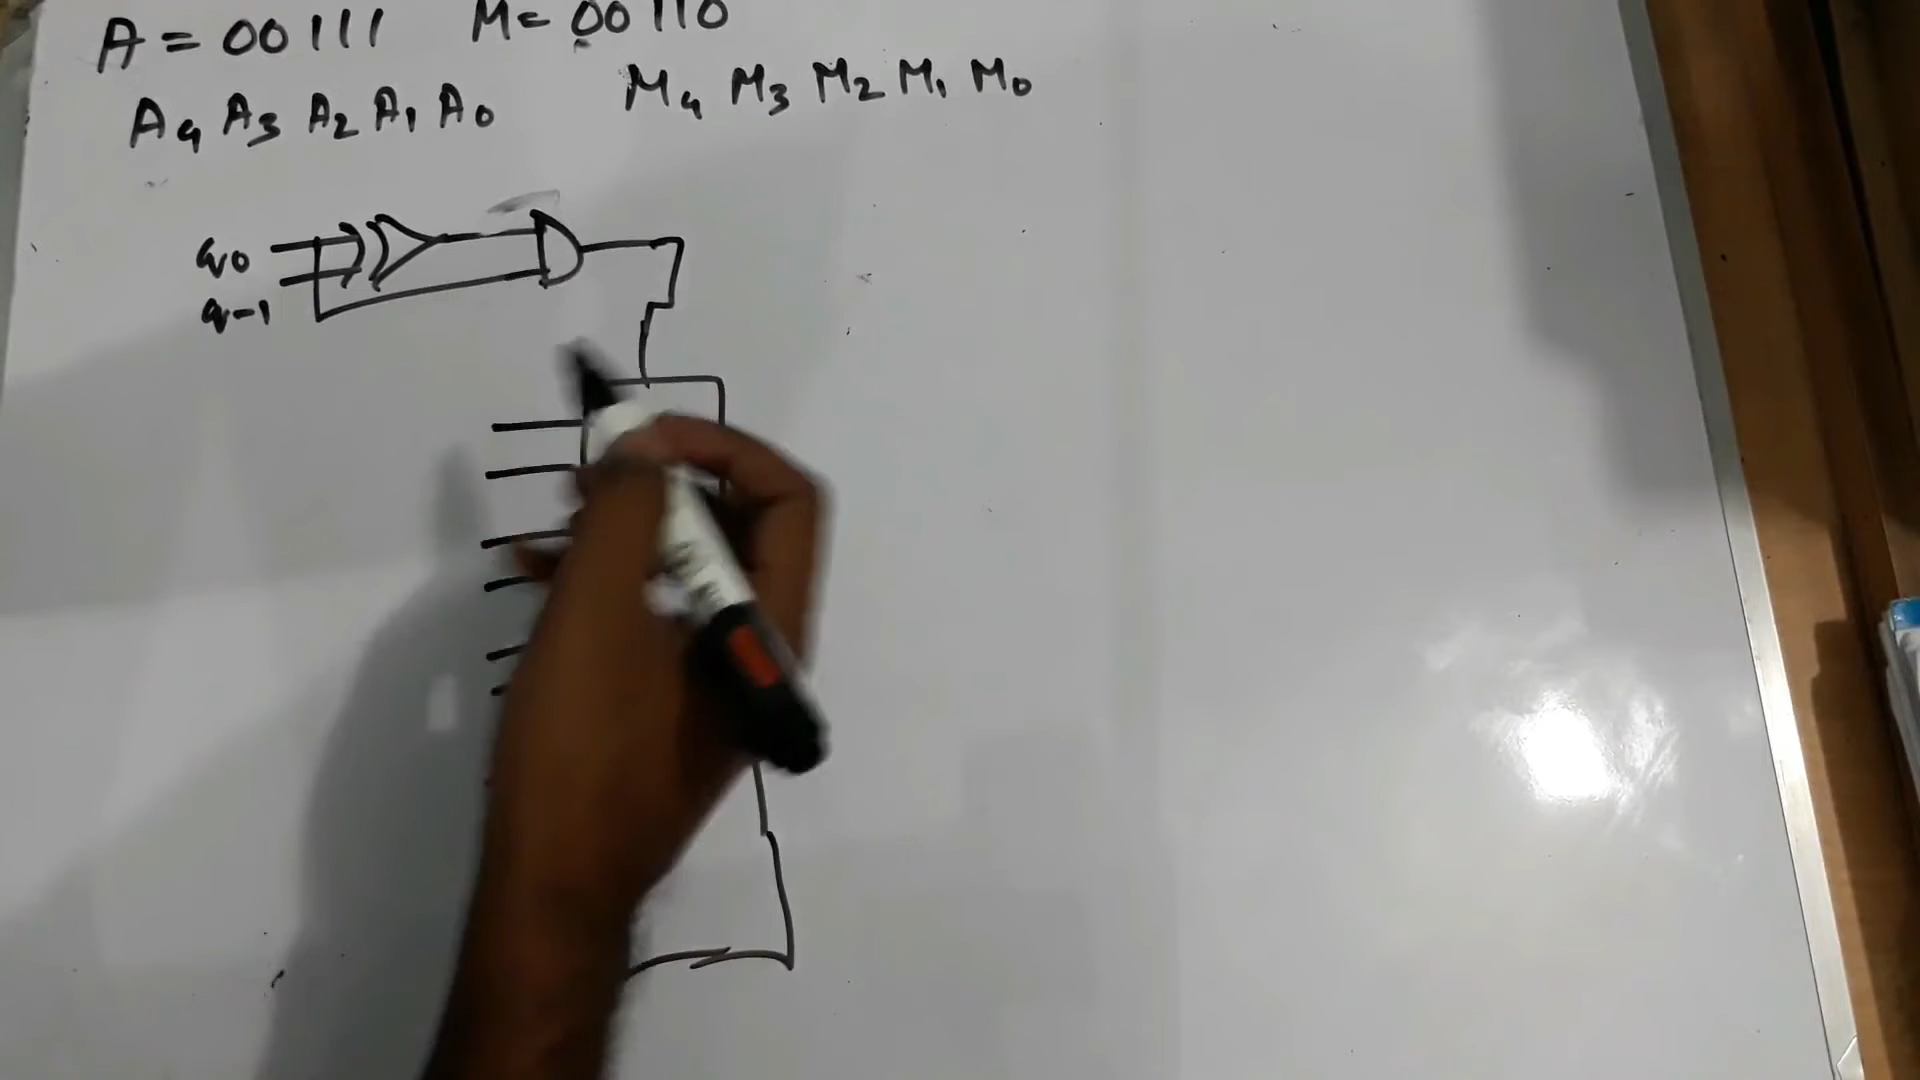 A = 00111 M = 00110
A4 A3 A2 A1 A0 M4 M3 M2 M1 M0
q0
q-1